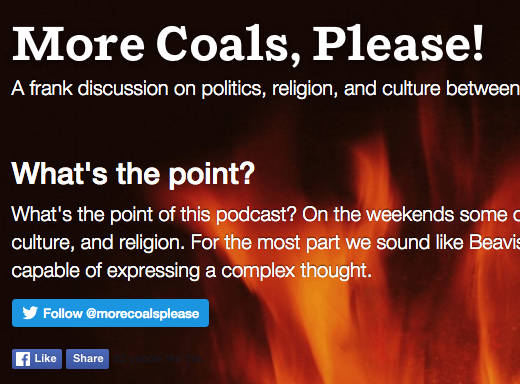 More Coals, Please!
A frank discussion on politics, religion, and culture between
What's the point?
What's the point of this podcast? On the weekends some
culture, and religion. For the most part we sound like Beavis
capable of expressing a complex thought.
Follow @morecoalsplease
Like Share